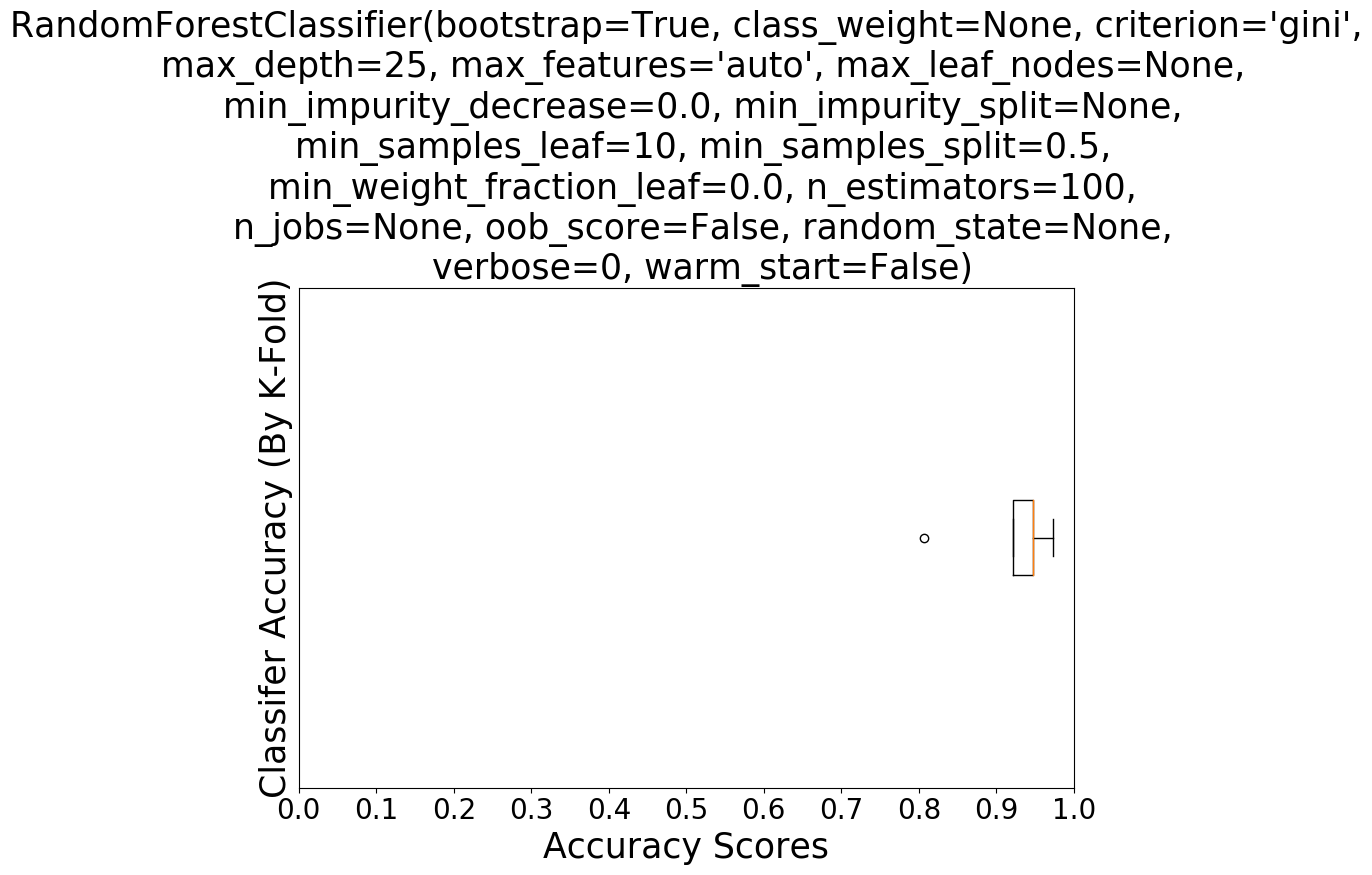 RandomForestClassifier(bootstrap=True, class_weight=None, criterion='gini',
max_depth=25, max_features='auto', max_leaf_nodes=None,
min_impurity_decrease=0.0, min_impurity_split=None,
min_samples_leaf=10, min_samples_split=0.5,
min_weight_fraction_leaf=0.0, n_estimators=100,
n_jobs=None, oob_score=False, random_state=None,
verbose=0, warm_start=False)
Classifer Accuracy (By K-Fold)
0.0 0.1 0.2 0.3 0.4 0.5 0.6 0.7 0.8 0.9 1.0
Accuracy Scores